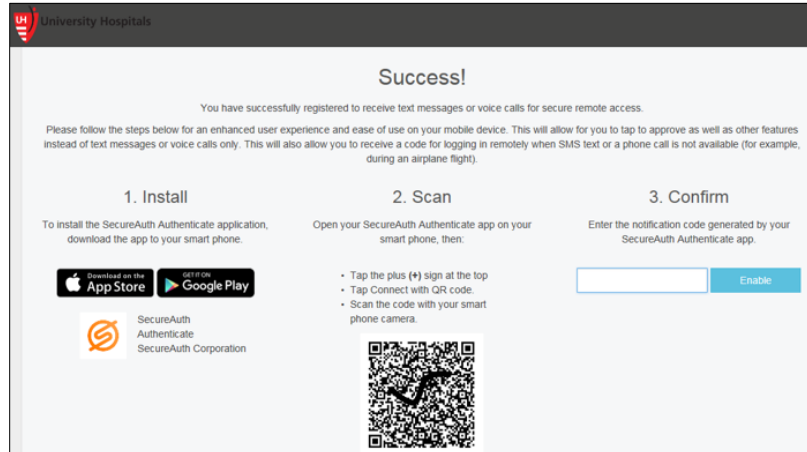 UH
University Hospitals
Success!
You have successfully registered to receive text messages or voice calls for secure remote access.
Please follow the steps below for an enhanced user experience and ease of use on your mobile device. This will allow for you to tap to approve as well as other features
instead of text messages or voice calls only. This will also allow you to receive a code for logging in remotely when SMS text or a phone call is not available (for example,
during an airplane flight).
1. Install
To install the SecureAuth Authenticate application,
download the app to your smart phone.
Download on the
App Store
GET IT ON
Google Play
SecureAuth
Authenticate
SecureAuth Corporation
2. Scan
Open your SecureAuth Authenticate app on your
smart phone, then:
• Tap the plus (+) sign at the top
• Tap Connect with QR code.
• Scan the code with your smart
phone camera.
3. Confirm
Enter the notification code generated by your
SecureAuth Authenticate app.
Enable